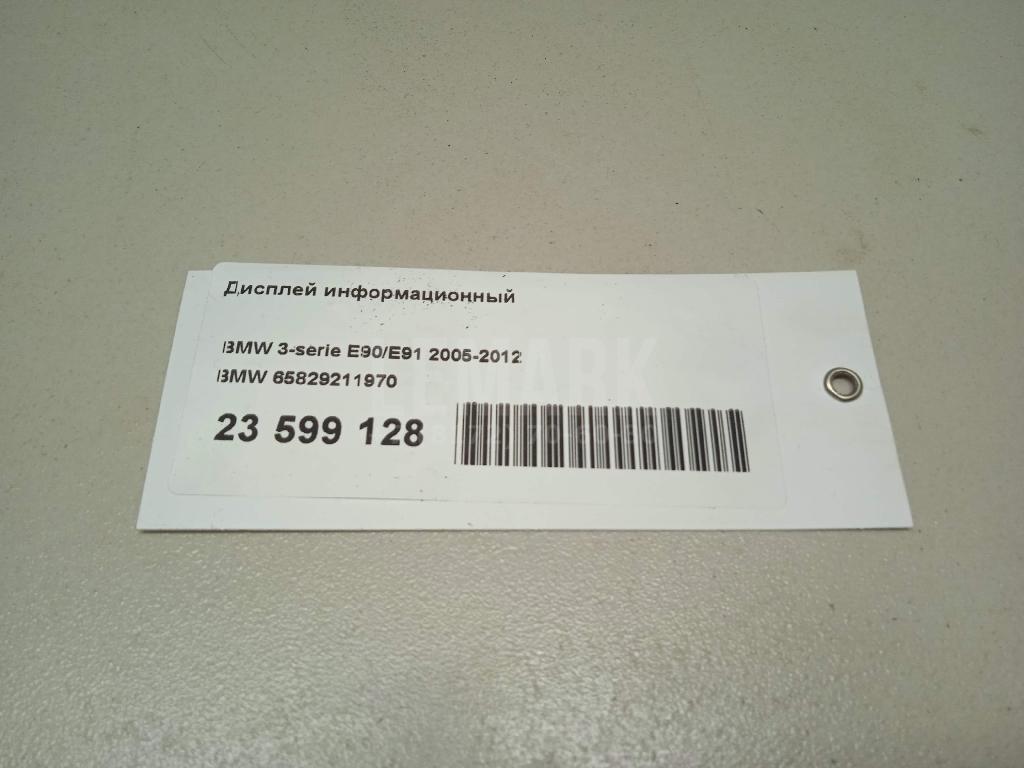 Дисплей информационный
BMW 3-serie E90/E91 2005-2012
BMW 65829211970
23 599 128